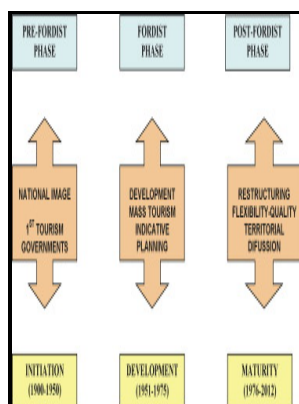 PRE-FORDIST
PHASE
FORDIST
PHASE
POST-FORDIST
PHASE
NATIONAL IMAGE
1ST TOURISM
GOVERNMENTS
DEVELOPMENT
MASS TOURISM
INDICATIVE
PLANNING
RESTRUCTURING
FLEXIBILITY-QUALITY
TERRITORIAL
DIFUSSION
INITIATION
(1900-1950)
DEVELOPMENT
(1951-1975)
MATURITY
(1976-2012)